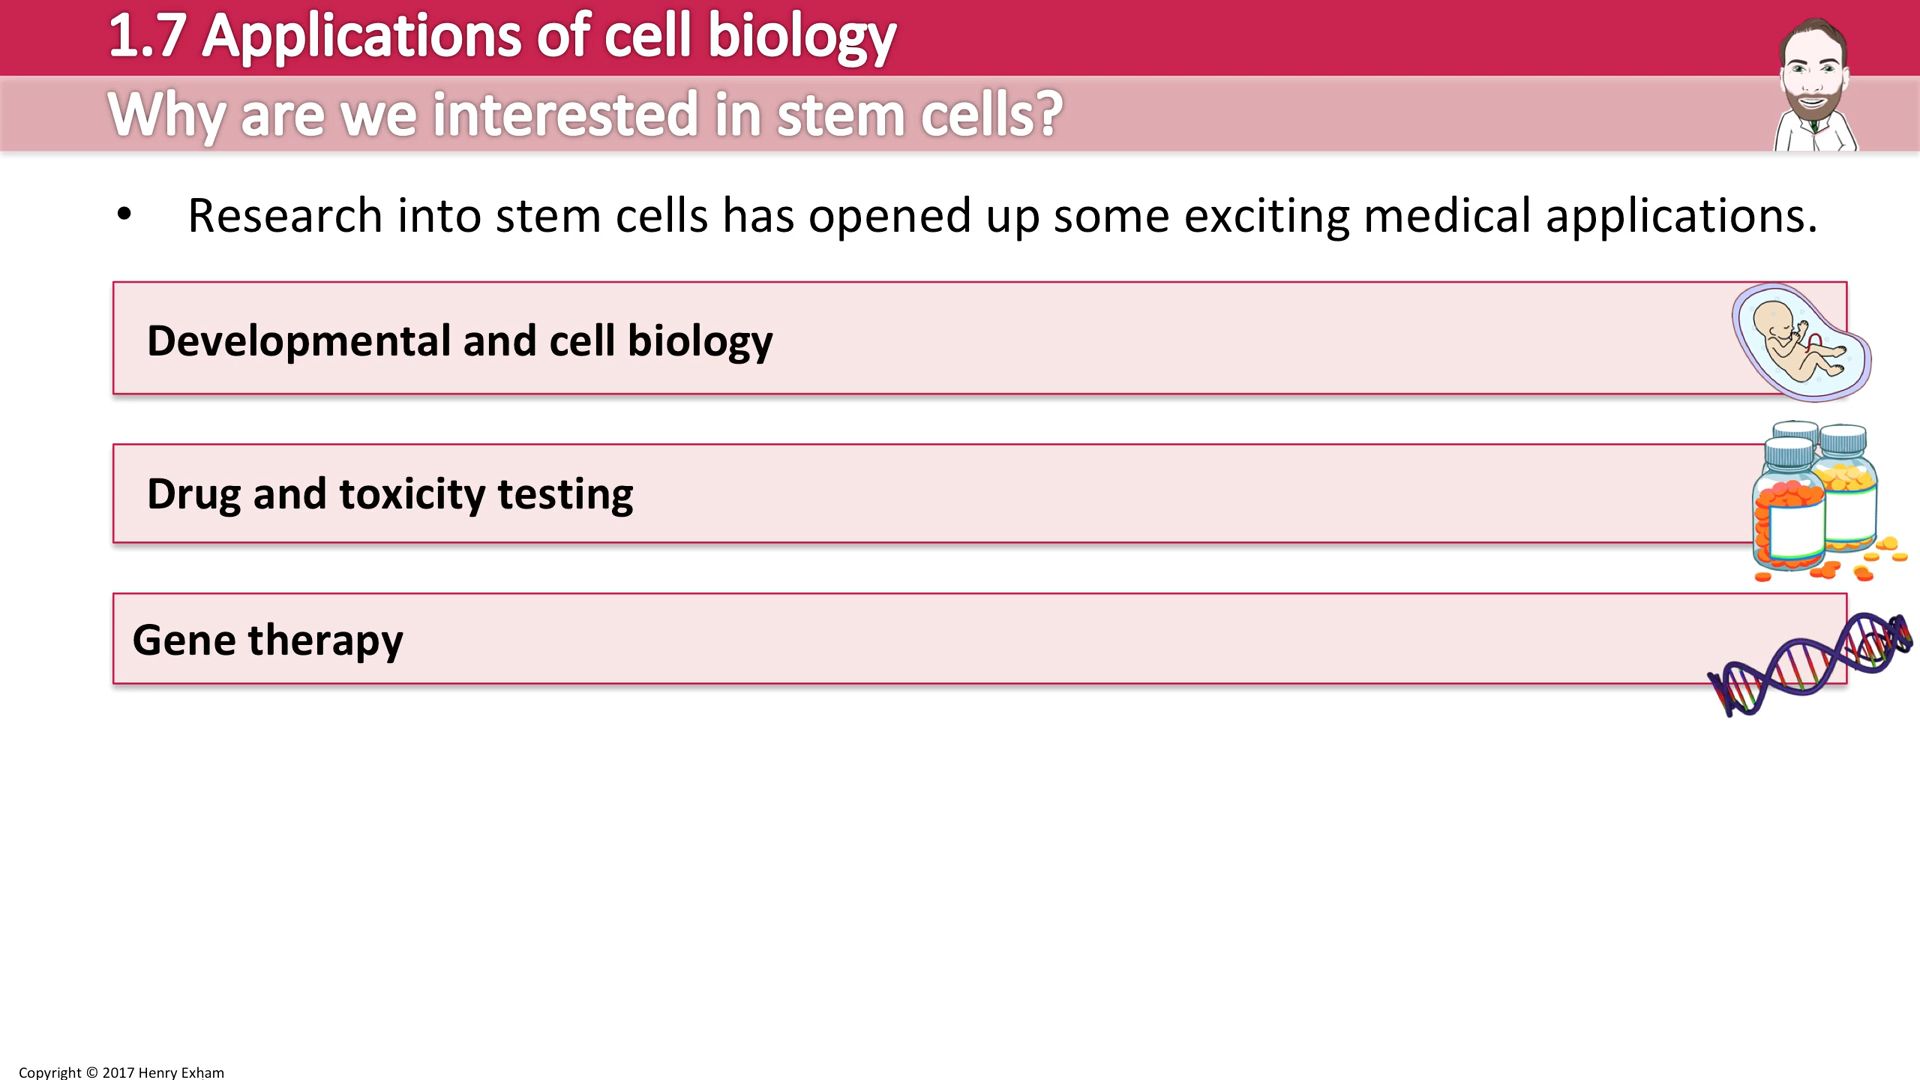 1.7 Applications of cell biology
Why are we interested in stem cells?
• Research into stem cells has opened up some exciting medical applications.
Developmental and cell biology
Drug and toxicity testing
Gene therapy
Copyright © 2017 Henry Exham